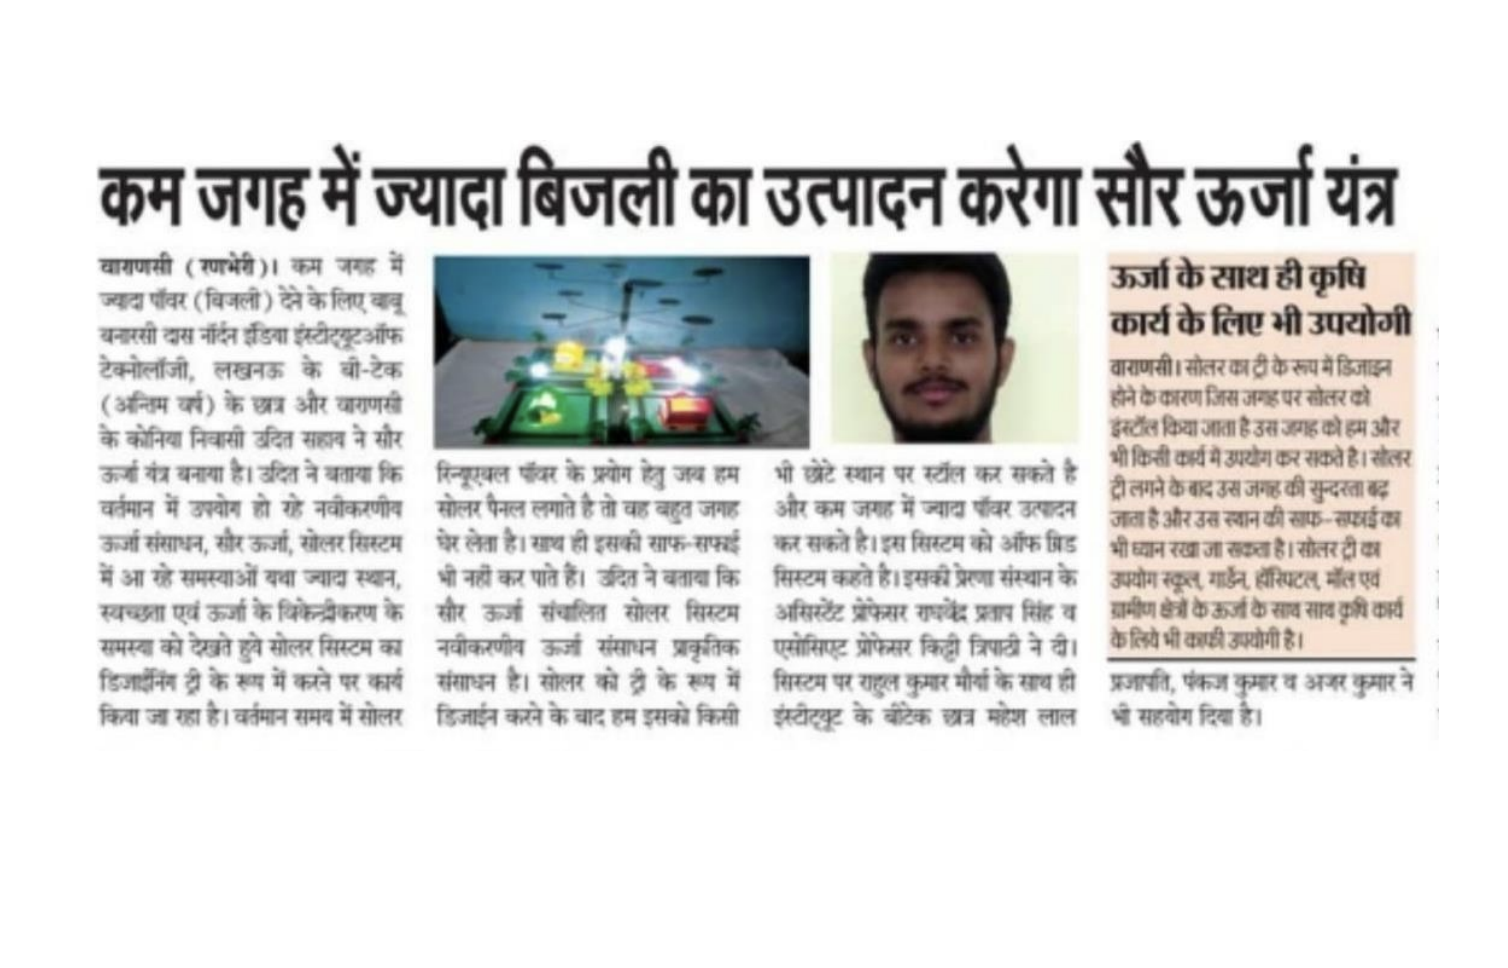 कम जगह में ज्यादा बिजली का उत्पादन करेगा सौर ऊर्जा यंत्र
वाराणसी (रणभेरी)। कम जगह में
ज्यादा पॉवर (बिजली) देने के लिए बाबू
बनारसी दास नॉर्दन इंडिया इंस्टीट्यूटऑफ
टेक्नोलॉजी, लखनऊ के बी-टेक
(अन्तिम वर्ष) के छात्र और वाराणसी
के कोनिया निवासी उदित सहाय ने सौर
ऊर्जा यंत्र बनाया है। उदित ने बताया कि
वर्तमान में उपयोग हो रहे नवीकरणीय
ऊर्जा संसाधन, सौर ऊर्जा, सोलर सिस्टम
में आ रहे समस्याओं यथा ज्यादा स्थान,
स्वच्छता एवं ऊर्जा के विकेन्द्रीकरण के
समस्या को देखते हुये सोलर सिस्टम का
डिजाईनिंग ट्री के रूप में करने पर कार्य
किया जा रहा है। वर्तमान समय में सोलर
रिन्यूएबल पॉवर के प्रयोग हेतु जब हम
सोलर पैनल लगाते है तो वह बहुत जगह
घेर लेता है। साथ ही इसकी साफ-सफाई
भी नहीं कर पाते हैं। उदित ने बताया कि
सौर ऊर्जा संचालित सोलर सिस्टम
नवीकरणीय ऊर्जा संसाधन प्राकृतिक
संसाधन है। सोलर को ट्री के रूप में
डिजाईन करने के बाद हम इसको किसी
भी छोटे स्थान पर स्टॉल कर सकते है
और कम जगह में ज्यादा पॉवर उत्पादन
कर सकते है। इस सिस्टम को ऑफ ग्रिड
सिस्टम कहते है। इसकी प्रेरणा संस्थान के
असिस्टेंट प्रोफेसर राघवेंद्र प्रताप सिंह व
एसोसिएट प्रोफेसर किट्टी त्रिपाठी ने दी।
सिस्टम पर राहुल कुमार मौर्या के साथ ही
इंस्टीट्यूट के बीटेक छात्र महेश लाल
प्रजापति, पंकज कुमार व अजर कुमार ने
भी सहयोग दिया है।
ऊर्जा के साथ ही कृषि
कार्य के लिए भी उपयोगी
वाराणसी। सोलर का ट्री के रूप में डिजाइन
होने के कारण जिस जगह पर सोलर को
इंस्टॉल किया जाता है उस जगह को हम और
भी किसी कार्य में उपयोग कर सकते है। सोलर
ट्री लगने के बाद उस जगह की सुन्दरता बढ़
जाता है और उस स्थान की साफ-सफाई का
भी ध्यान रखा जा सकता है। सोलर ट्री का
उपयोग स्कूल, गार्डेन, हॉस्पिटल, मॉल एवं
ग्रामीण क्षेत्रों के ऊर्जा के साथ साथ कृषि कार्य
के लिये भी काफी उपयोगी है।